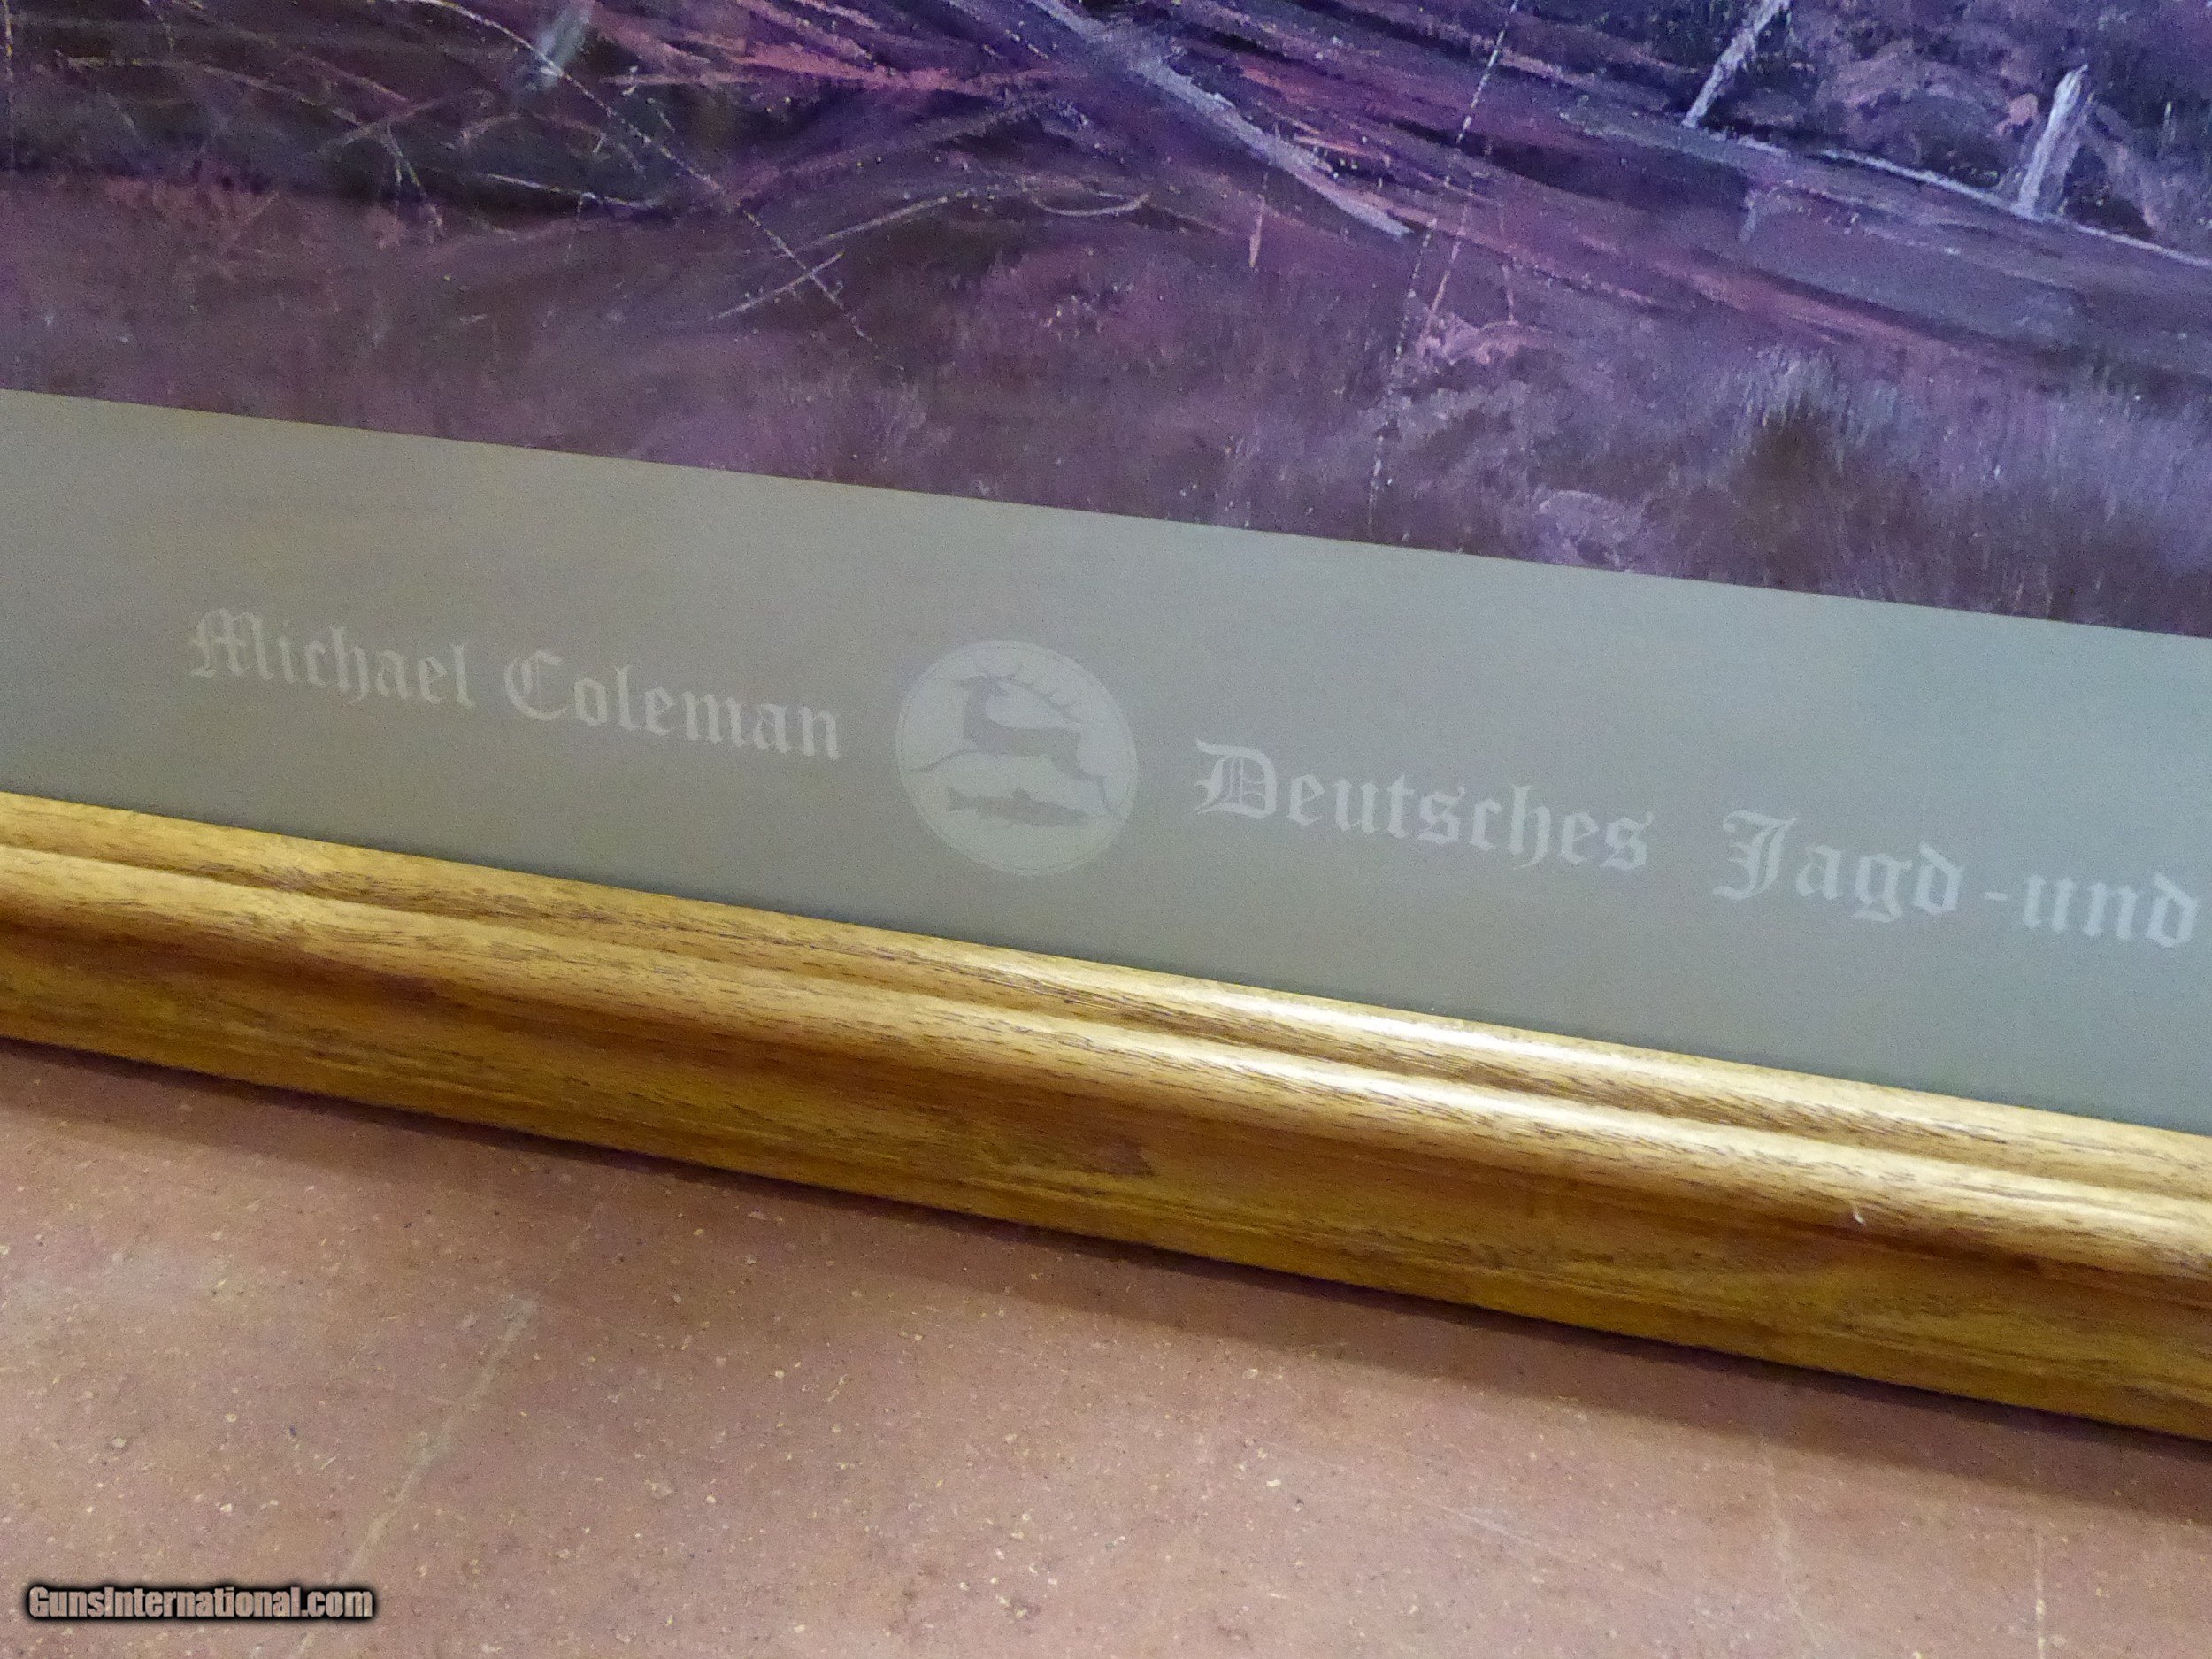 Michael Coleman Deutsches Jagd-und
GunsInternational.com